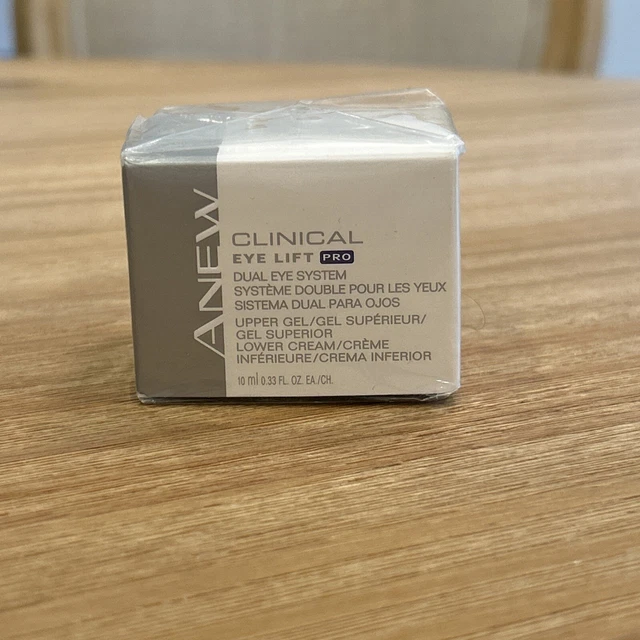 ANEW
CLINICAL
EYE LIFT PRO
DUAL EYE SYSTEM
SYSTÈME DOUBLE POUR LES YEUX
SISTEMA DUAL PARA OJOS
UPPER GEL/GEL SUPÉRIEUR/
GEL SUPERIOR
LOWER CREAM/CRÈME
INFÉRIEURE/CREMA INFERIOR
10 ml 0.33 FL. OZ. EA./CH.